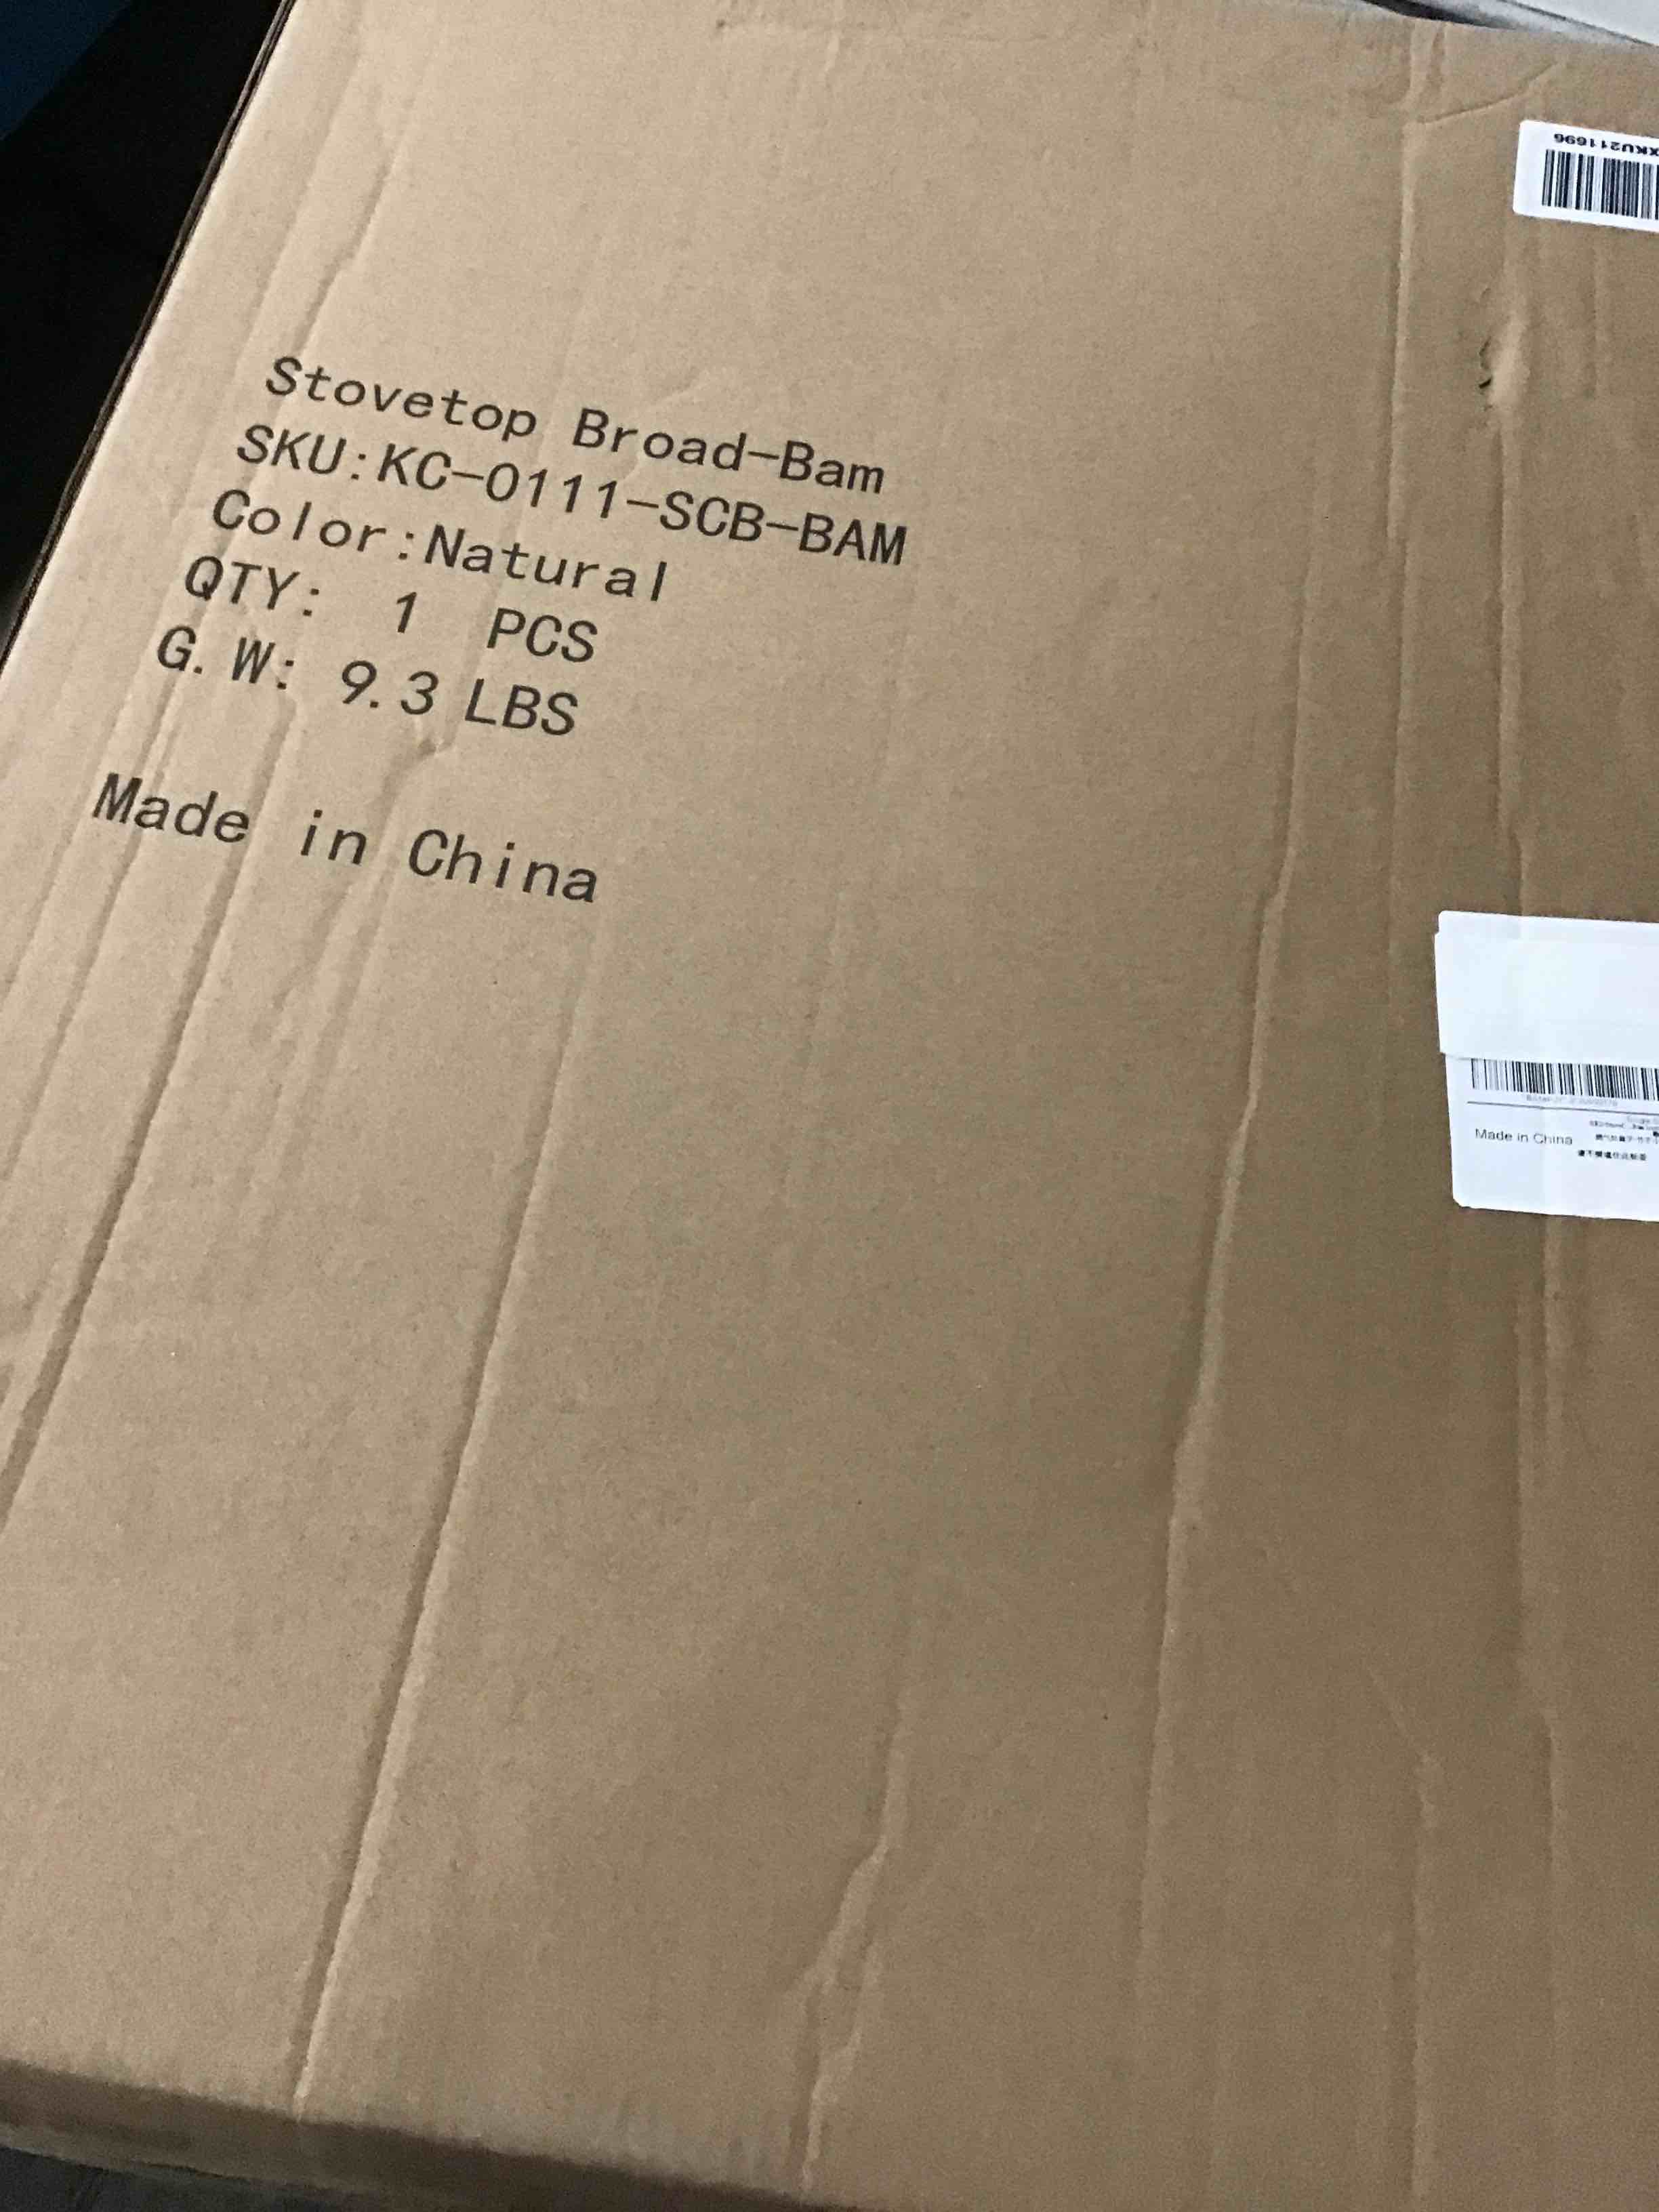 XKU211696
Stovetop Broad-Bam
SKU:KC-0111-SCB-BAM
Color:Natural
QTY: 1 PCS
G.W: 9.3 LBS
Made in China
Made in China